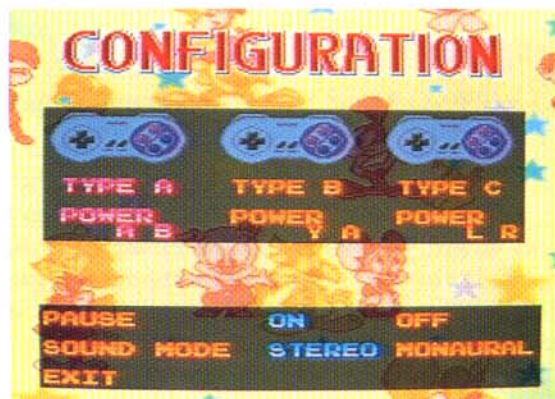 CONFIGURATION
TYPE A TYPE B TYPE C
POWER POWER POWER
A B Y A L R
PAUSE ON OFF
SOUND MODE STEREO MONAURAL
EXIT